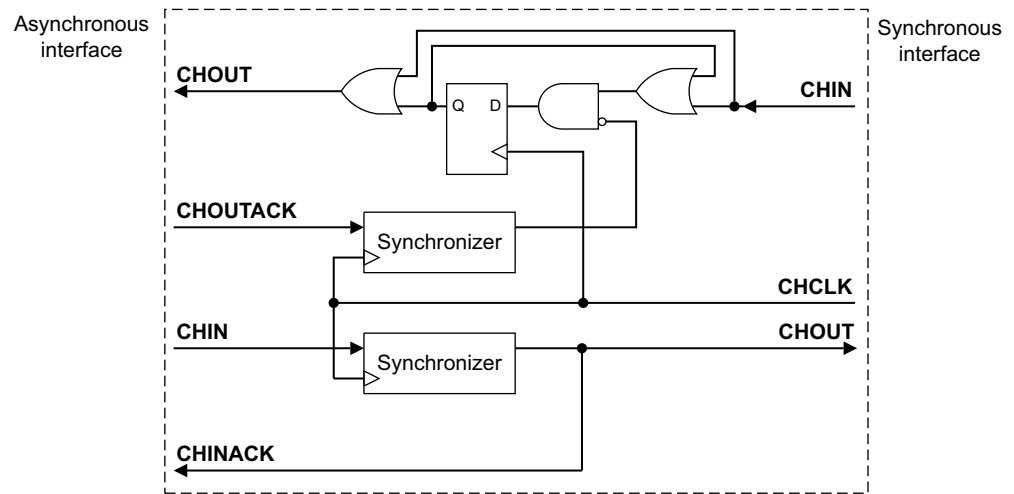 Asynchronous
interface
Synchronous
interface
CHOUT
CHIN
Q D
CHOUTACK
Synchronizer
CHCLK
CHIN
CHOUT
Synchronizer
CHINACK